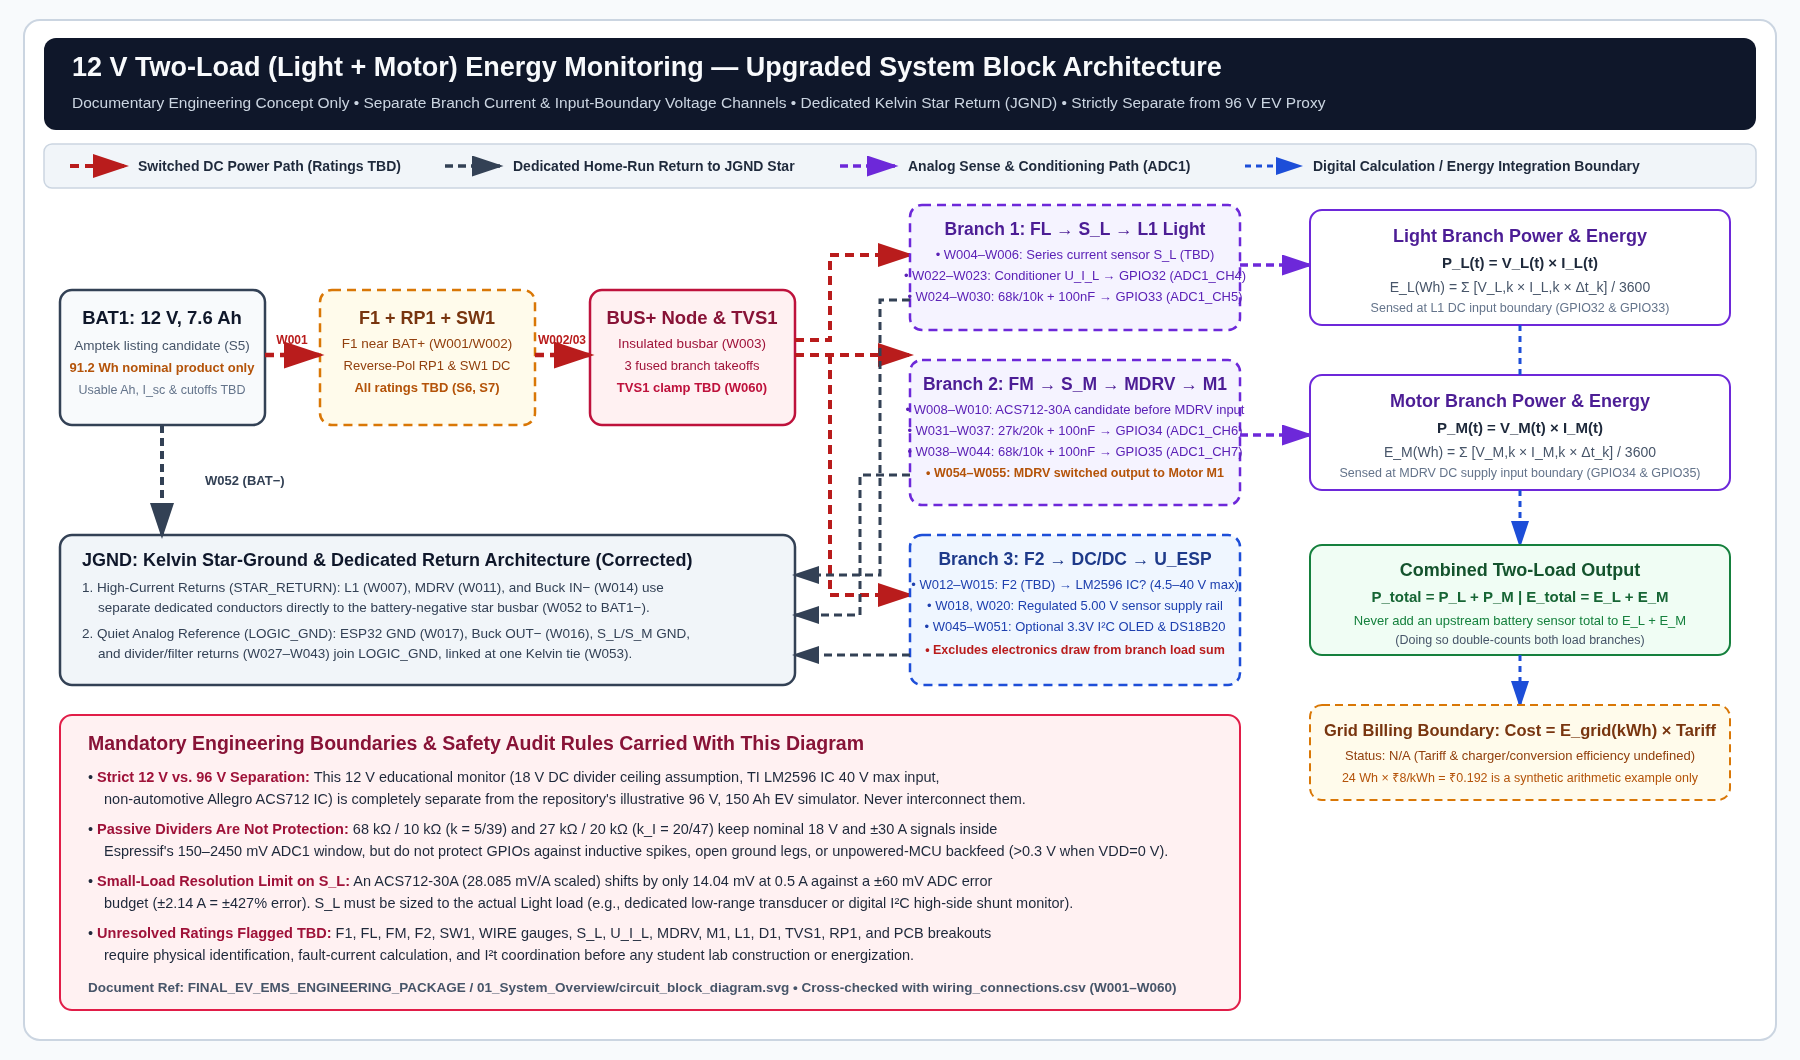 12 V Two-Load (Light + Motor) Energy Monitoring — Upgraded System Block Architecture
Documentary Engineering Concept Only • Separate Branch Current & Input-Boundary Voltage Channels • Dedicated Kelvin Star Return (JGND) • Strictly Separate from 96 V EV Proxy
Switched DC Power Path (Ratings TBD)
Dedicated Home-Run Return to JGND Star
Analog Sense & Conditioning Path (ADC1)
Digital Calculation / Energy Integration Boundary
BAT1: 12 V, 7.6 Ah
Amptek listing candidate (S5)
91.2 Wh nominal product only
Usable Ah, I_sc & cutoffs TBD
W001
F1 + RP1 + SW1
F1 near BAT+ (W001/W002)
Reverse-Pol RP1 & SW1 DC
All ratings TBD (S6, S7)
W002/03
BUS+ Node & TVS1
Insulated busbar (W003)
3 fused branch takeoffs
TVS1 clamp TBD (W060)
Branch 1: FL → S_L → L1 Light
• W004–W006: Series current sensor S_L (TBD)
• W022–W023: Conditioner U_I_L → GPIO32 (ADC1_CH4)
• W024–W030: 68k/10k + 100nF → GPIO33 (ADC1_CH5)
Branch 2: FM → S_M → MDRV → M1
• W008–W010: ACS712-30A candidate before MDRV input
• W031–W037: 27k/20k + 100nF → GPIO34 (ADC1_CH6)
• W038–W044: 68k/10k + 100nF → GPIO35 (ADC1_CH7)
• W054–W055: MDRV switched output to Motor M1
Branch 3: F2 → DC/DC → U_ESP
• W012–W015: F2 (TBD) → LM2596 IC? (4.5–40 V max)
• W018, W020: Regulated 5.00 V sensor supply rail
• W045–W051: Optional 3.3V I²C OLED & DS18B20
• Excludes electronics draw from branch load sum
Light Branch Power & Energy
P_L(t) = V_L(t) × I_L(t)
E_L(Wh) = Σ [V_L,k × I_L,k × Δt_k] / 3600
Sensed at L1 DC input boundary (GPIO32 & GPIO33)
Motor Branch Power & Energy
P_M(t) = V_M(t) × I_M(t)
E_M(Wh) = Σ [V_M,k × I_M,k × Δt_k] / 3600
Sensed at MDRV DC supply input boundary (GPIO34 & GPIO35)
Combined Two-Load Output
P_total = P_L + P_M | E_total = E_L + E_M
Never add an upstream battery sensor total to E_L + E_M
(Doing so double-counts both load branches)
Grid Billing Boundary: Cost = E_grid(kWh) × Tariff
Status: N/A (Tariff & charger/conversion efficiency undefined)
24 Wh × ₹8/kWh = ₹0.192 is a synthetic arithmetic example only
W052 (BAT−)
JGND: Kelvin Star-Ground & Dedicated Return Architecture (Corrected)
1. High-Current Returns (STAR_RETURN): L1 (W007), MDRV (W011), and Buck IN− (W014) use
separate dedicated conductors directly to the battery-negative star busbar (W052 to BAT1−).
2. Quiet Analog Reference (LOGIC_GND): ESP32 GND (W017), Buck OUT− (W016), S_L/S_M GND,
and divider/filter returns (W027–W043) join LOGIC_GND, linked at one Kelvin tie (W053).
Mandatory Engineering Boundaries & Safety Audit Rules Carried With This Diagram
• Strict 12 V vs. 96 V Separation: This 12 V educational monitor (18 V DC divider ceiling assumption, TI LM2596 IC 40 V max input,
non-automotive Allegro ACS712 IC) is completely separate from the repository's illustrative 96 V, 150 Ah EV simulator. Never interconnect them.
• Passive Dividers Are Not Protection: 68 kΩ / 10 kΩ (k = 5/39) and 27 kΩ / 20 kΩ (k_I = 20/47) keep nominal 18 V and ±30 A signals inside
Espressif's 150–2450 mV ADC1 window, but do not protect GPIOs against inductive spikes, open ground legs, or unpowered-MCU backfeed (>0.3 V when VDD=0 V).
• Small-Load Resolution Limit on S_L: An ACS712-30A (28.085 mV/A scaled) shifts by only 14.04 mV at 0.5 A against a ±60 mV ADC error
budget (±2.14 A = ±427% error). S_L must be sized to the actual Light load (e.g., dedicated low-range transducer or digital I²C high-side shunt monitor).
• Unresolved Ratings Flagged TBD: F1, FL, FM, F2, SW1, WIRE gauges, S_L, U_I_L, MDRV, M1, L1, D1, TVS1, RP1, and PCB breakouts
require physical identification, fault-current calculation, and I²t coordination before any student lab construction or energization.
Document Ref: FINAL_EV_EMS_ENGINEERING_PACKAGE / 01_System_Overview/circuit_block_diagram.svg • Cross-checked with wiring_connections.csv (W001–W060)